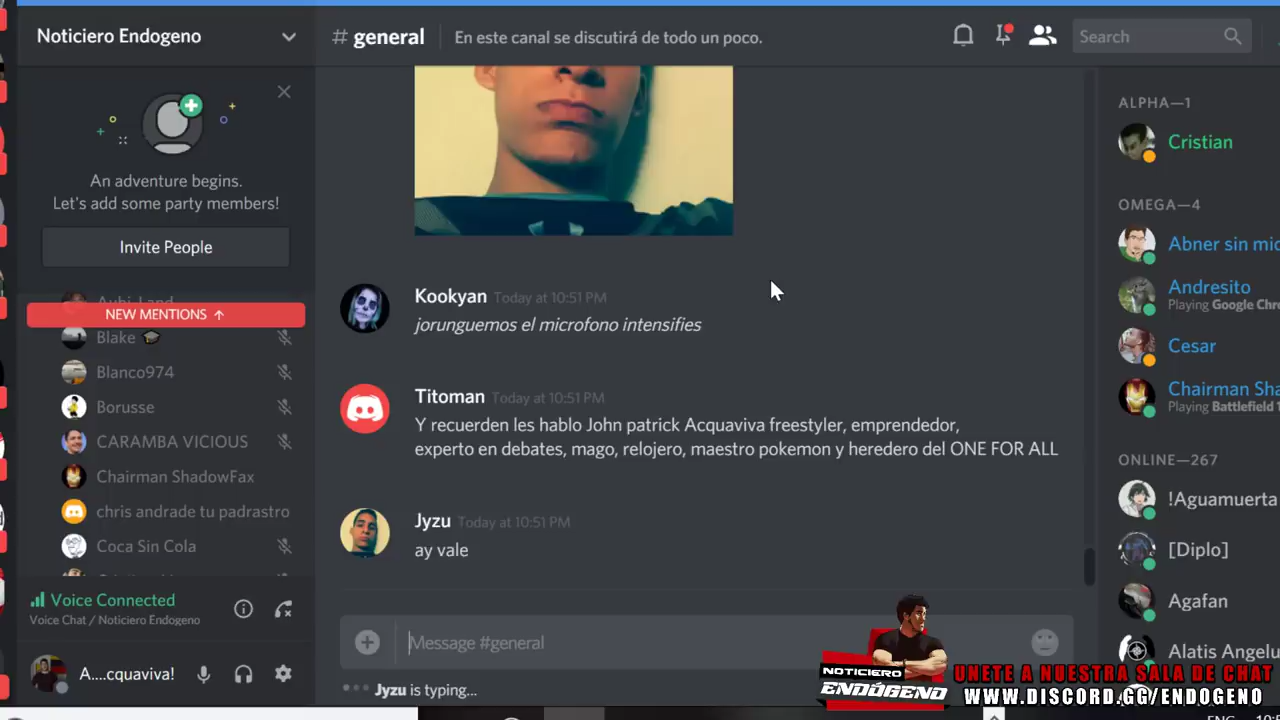 Noticiero Endogeno
# general
En este canal se discutirá de todo un poco.
Search
An adventure begins.
Let's add some party members!
Invite People
NEW MENTIONS ↑
Blake
Blanco974
Borusse
CARAMBA VICIOUS
Chairman ShadowFax
chris andrade tu padrastro
Coca Sin Cola
Voice Connected
Voice Chat / Noticiero Endogeno
A....cquaviva!
Kookyan Today at 10:51 PM
jorunguemos el microfono intensifies
Titoman Today at 10:51 PM
Y recuerden les hablo John patrick Acquaviva freestyler, emprendedor,
experto en debates, mago, relojero, maestro pokemon y heredero del ONE FOR ALL
Jyzu Today at 10:51 PM
ay vale
Message #general
Jyzu is typing...
ALPHA—1
Cristian
OMEGA—4
Abner sin mic
Andresito
Playing Google Chro
Cesar
Chairman Sha
Playing Battlefield 1
ONLINE—267
!Aguamuerta
[Diplo]
Agafan
Alatis Angelu
NOTICIERO
ENDÓGENO
UNETE A NUESTRA SALA DE CHAT
WWW.DISCORD.GG/ENDOGENO